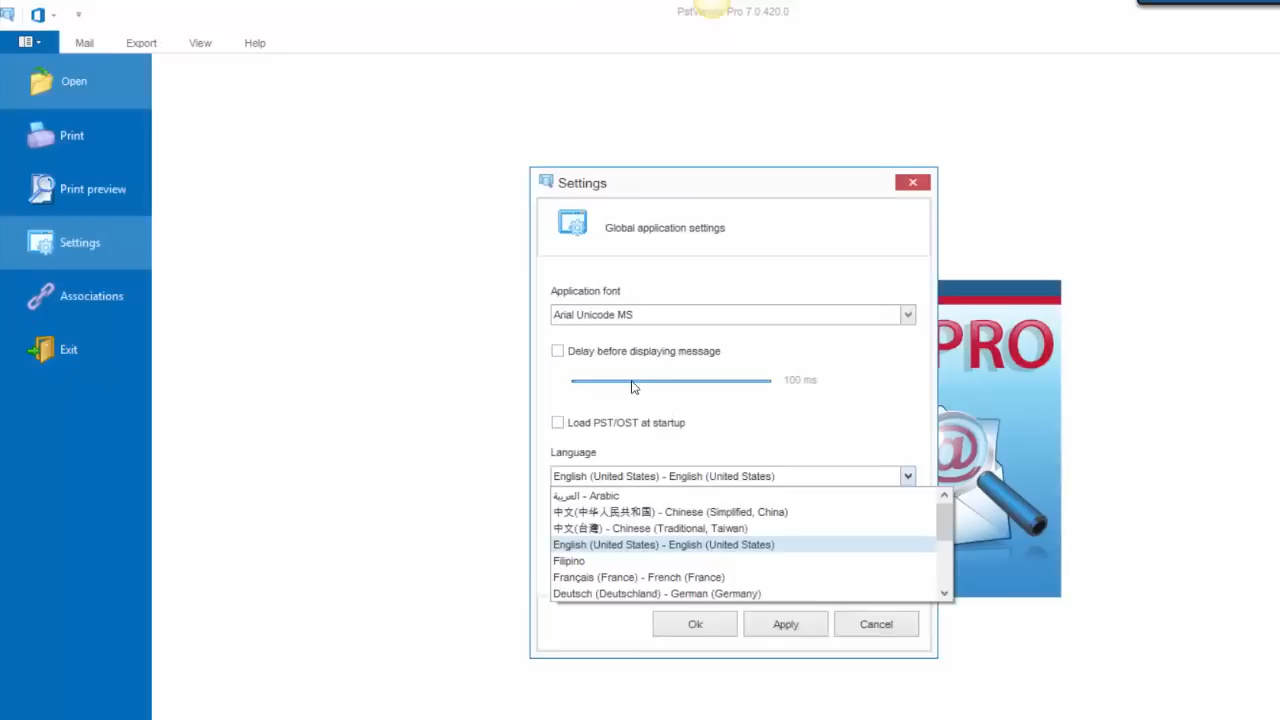 PstViewer Pro 7.0.420.0
Mail
Export
View
Help
Open
Print
Print preview
Settings
Associations
Exit
Settings
Global application settings
Application font
Arial Unicode MS
Delay before displaying message
100 ms
Load PST/OST at startup
Language
English (United States) - English (United States)
العربية - Arabic
中文(中华人民共和国) - Chinese (Simplified, China)
中文(台灣) - Chinese (Traditional, Taiwan)
English (United States) - English (United States)
Filipino
Français (France) - French (France)
Deutsch (Deutschland) - German (Germany)
Ok
Apply
Cancel
PRO
@